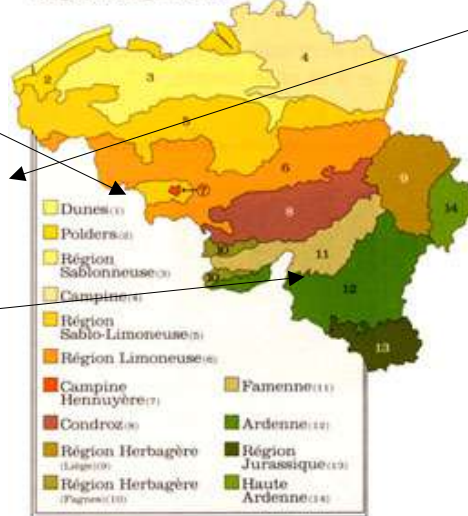 1
2
3
4
5
6
7
8
9
10
10
11
12
13
14
Dunes (1)
Polders (2)
Région
Sablonneuse (3)
Campine (4)
Région
Sablo-Limoneuse (5)
Région Limoneuse (6)
Campine
Hennuyère (7)
Condroz (8)
Région Herbagère
(Liège) (9)
Région Herbagère
(Fagnes) (10)
Famenne (11)
Ardenne (12)
Région
Jurassique (13)
Haute
Ardenne (14)